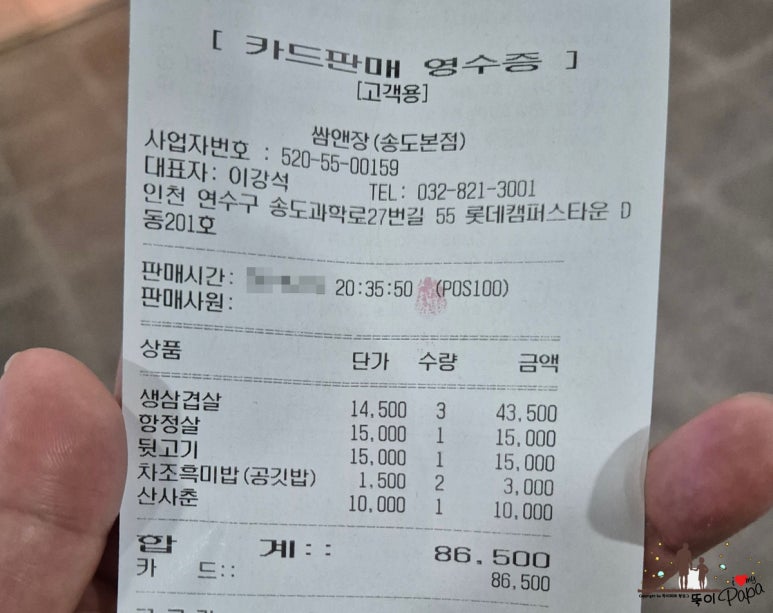 [ 카드판매 영수증 ]
[고객용]
쌈앤장(송도본점)
사업자번호 : 520-55-00159
대표자: 이강석 TEL: 032-821-3001
인천 연수구 송도과학로27번길 55 롯데캠퍼스타운 D
동201호
판매시간: 20:35:50 (POS100)
판매사원:
상품 단가 수량 금액
생삼겹살 14,500 3 43,500
항정살 15,000 1 15,000
뒷고기 15,000 1 15,000
차조흑미밥(공깃밥) 1,500 2 3,000
산사춘 10,000 1 10,000
합 계:: 86,500
카 드:: 86,500
i my
뚝이 Papa